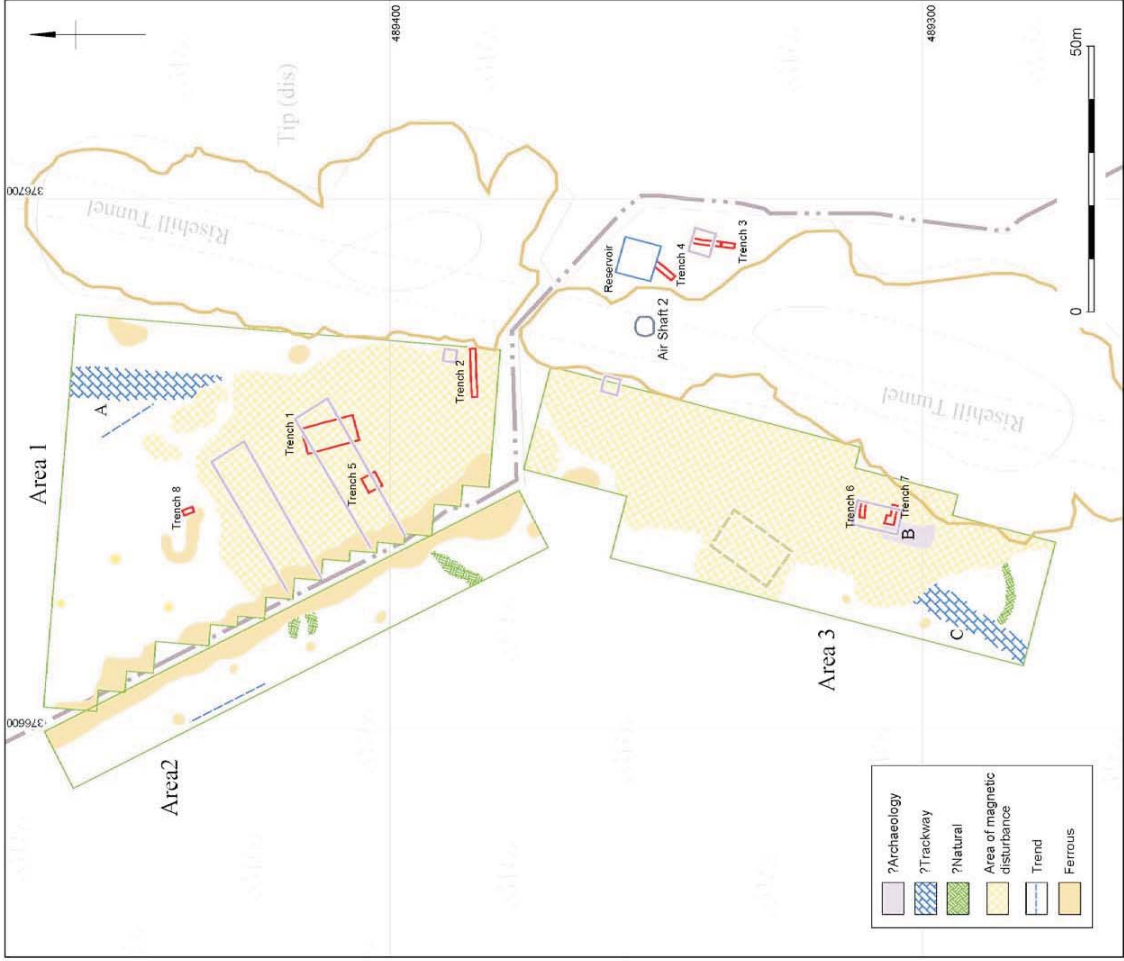 489400
489300
376700
376600
Tip (dis)
Risehill Tunnel
Area 1
A
Trench 8
Trench 1
Trench 5
Trench 2
Area2
Reservoir
Trench 4
Trench 3
Air Shaft 2
Risehill Tunnel
Trench 6
Trench 7
B
Area 3
C
50m
0
?Archaeology
?Trackway
?Natural
Area of magnetic
disturbance
Trend
Ferrous